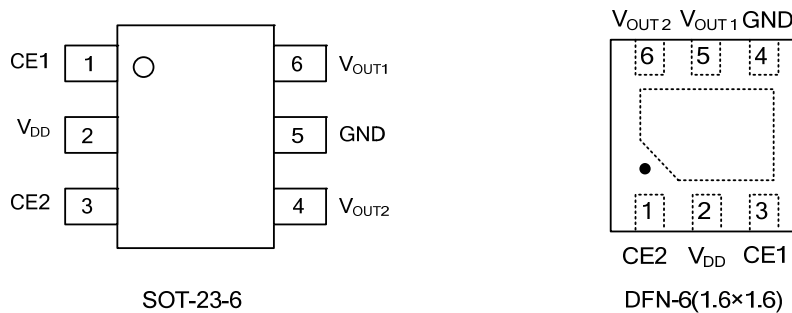 CE1 1 6 VOUT1
VDD 2 5 GND
CE2 3 4 VOUT2
SOT-23-6
VOUT2 VOUT1 GND
6 5 4
1 2 3
CE2 VDD CE1
DFN-6(1.6×1.6)